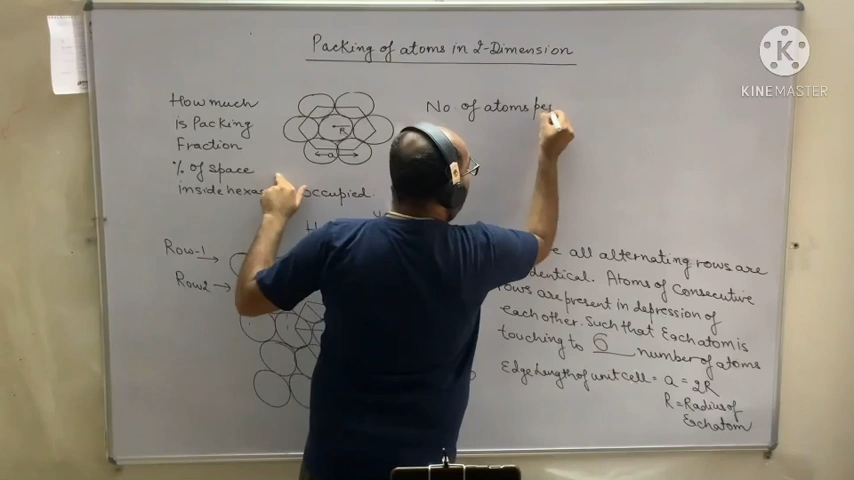 Packing of atoms in 2-Dimension
How much
is Packing
Fraction
% of space
inside hexa occupied.
R
a
No. of atoms per
Row-1
Row2
all alternating rows are
identical. Atoms of Consecutive
rows are present in depression of
each other. Such that Each atom is
touching to 6 number of atoms
Edge Length of unit cell = a = 2R
R = Radius of
Each atom
K
KINEMASTER